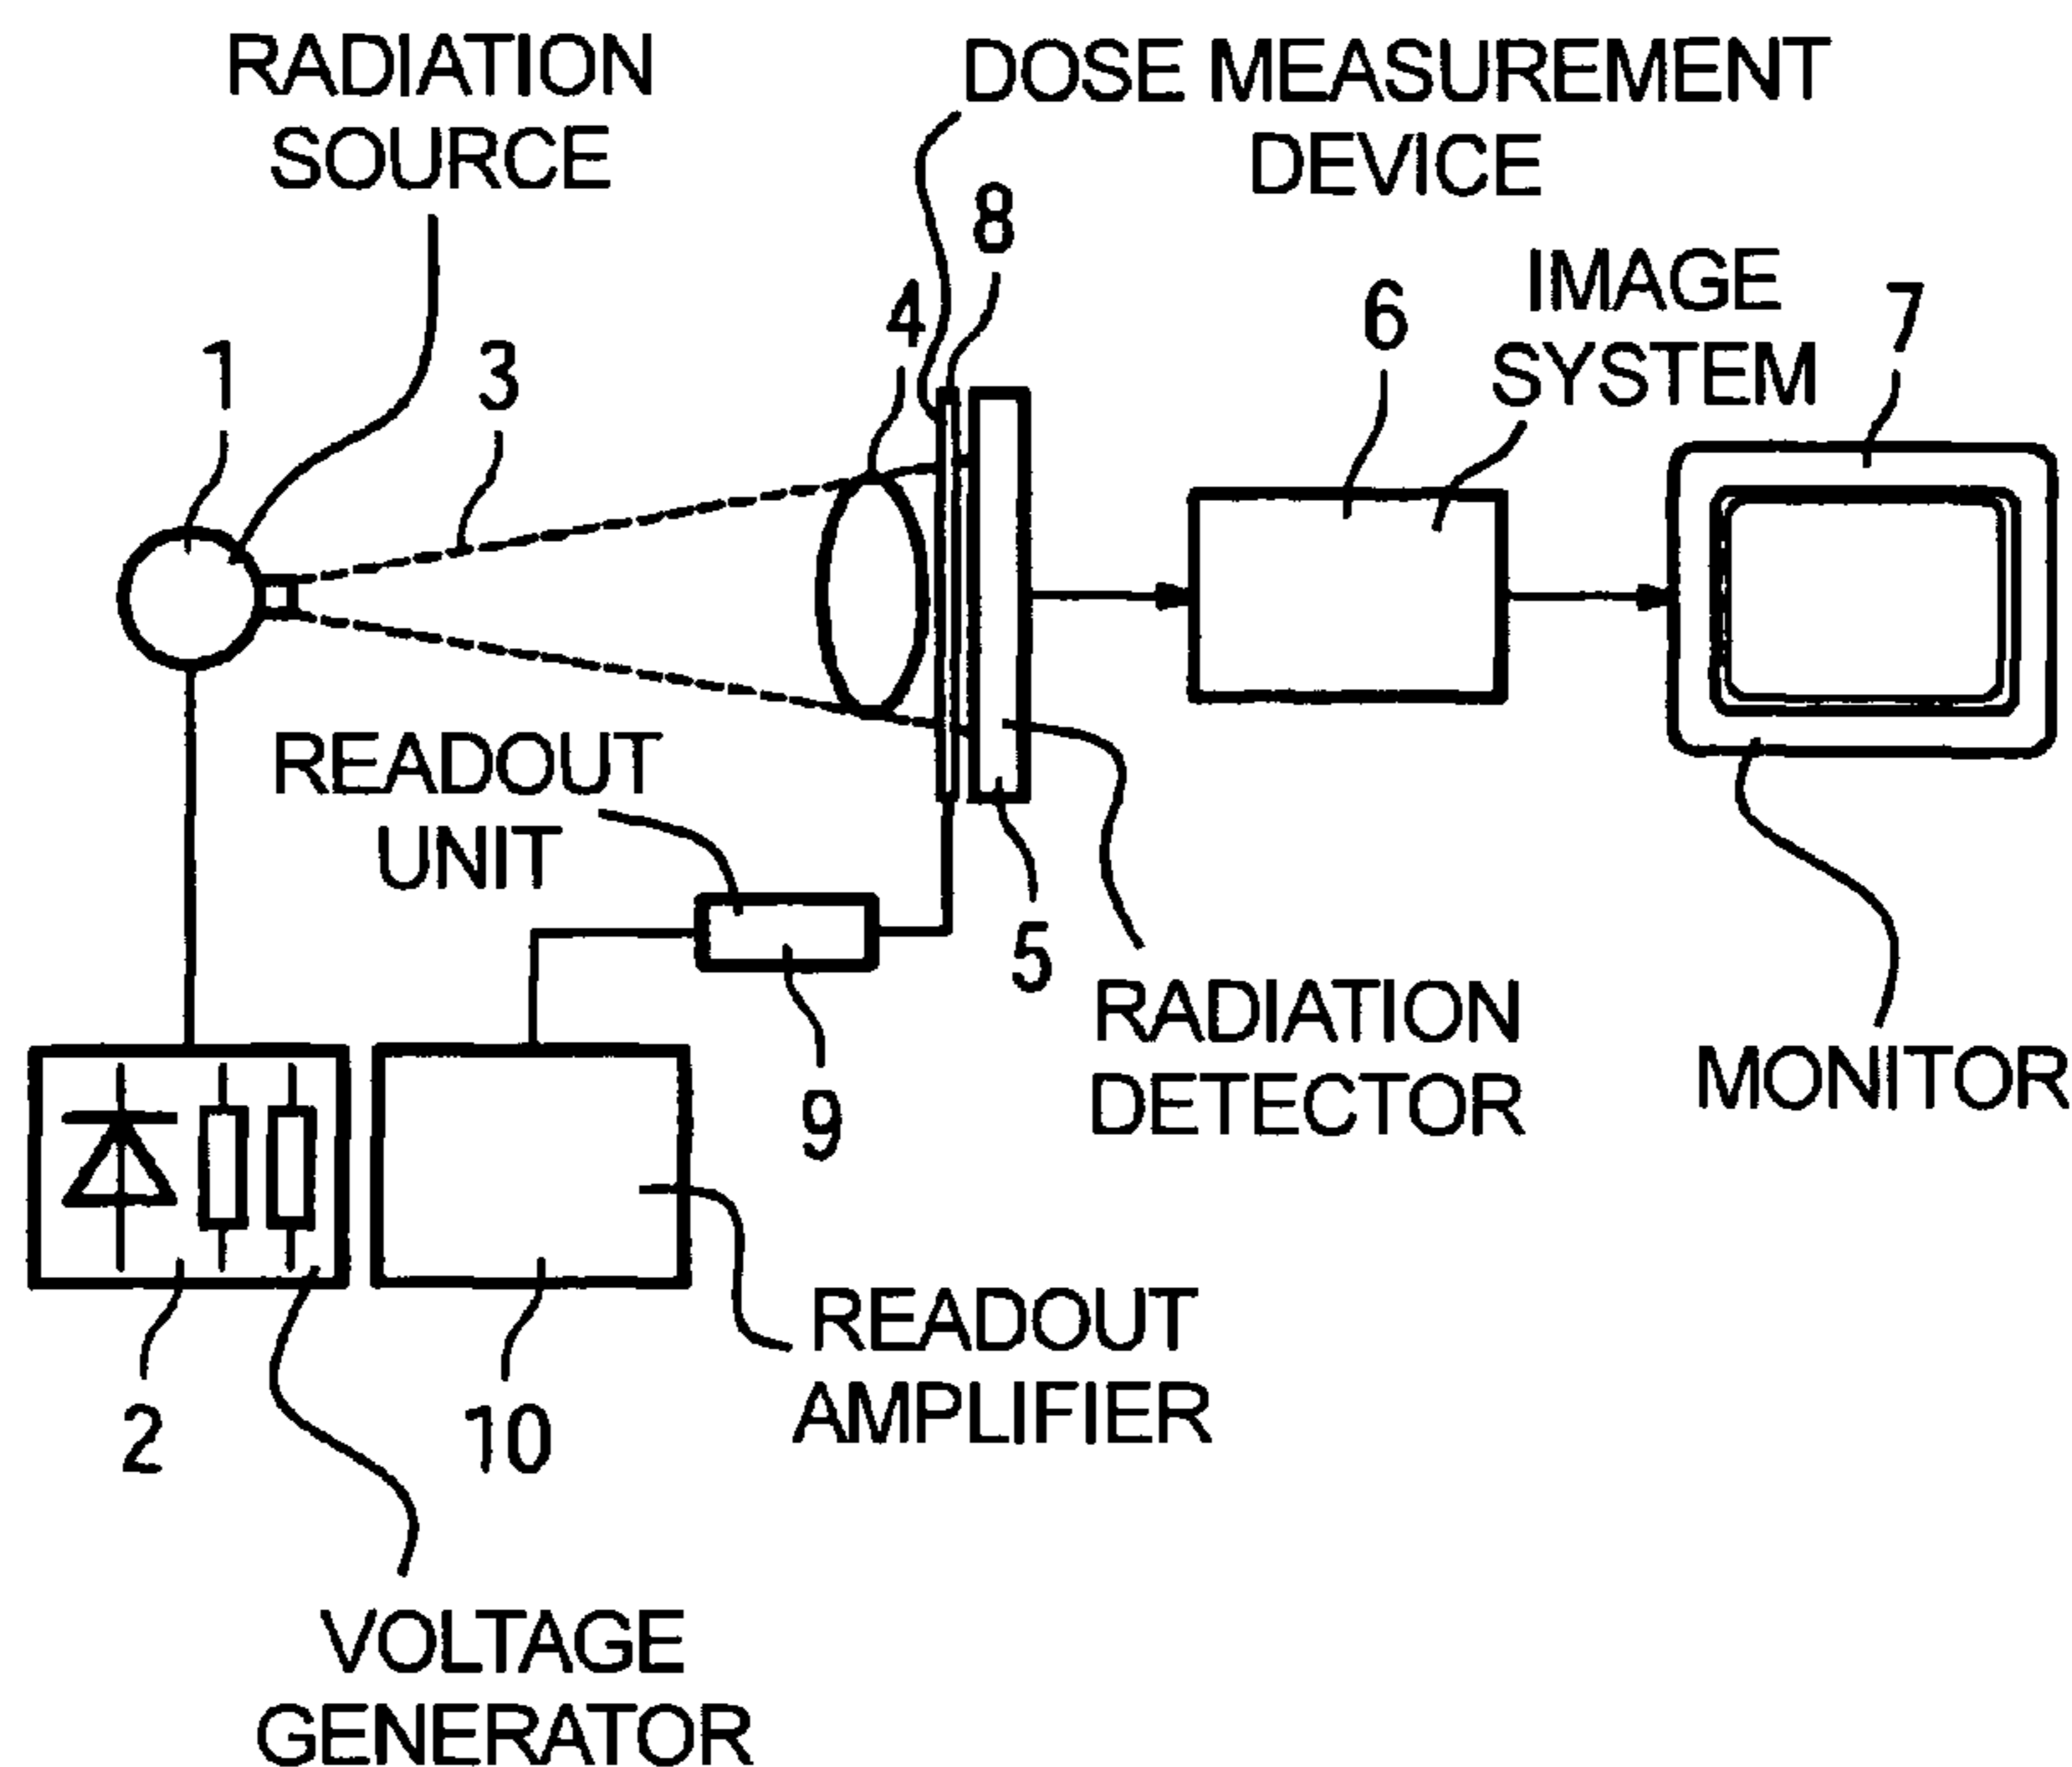 RADIATION
SOURCE
DOSE MEASUREMENT
DEVICE
8
4
6
IMAGE
SYSTEM
7
1
3
READOUT
UNIT
5
9
RADIATION
DETECTOR
MONITOR
2
10
READOUT
AMPLIFIER
VOLTAGE
GENERATOR